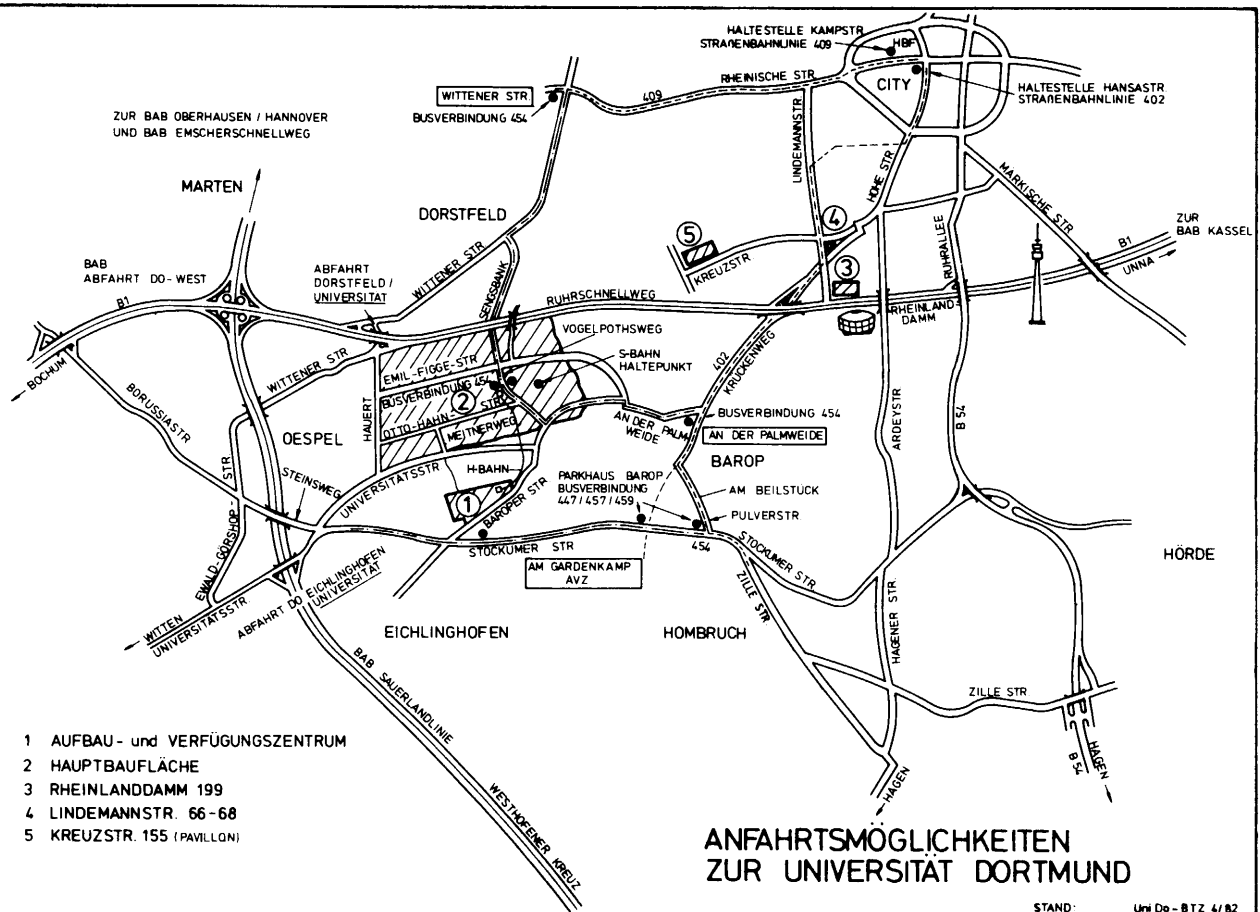 HALTESTELLE KAMPSTR.
STRAßENBAHNLINIE 409
HBF
CITY
HALTESTELLE HANSASTR.
STRAßENBAHNLINIE 402
RHEINISCHE STR.
409
WITTENER STR.
BUSVERBINDUNG 454
ZUR BAB OBERHAUSEN / HANNOVER
UND BAB EMSCHERSCHNELLWEG
MARTEN
DORSTFELD
LINDEMANNSTR.
HOHE STR.
MÄRKISCHE STR.
RUHRALLEE
ZUR
BAB KASSEL
B1
UNNA
4
5
KREUZSTR.
3
RHEINLAND
DAMM
BAB
ABFAHRT DO-WEST
B1
BOCHUM
ABFAHRT
DORSTFELD /
UNIVERSITÄT
WITTENER STR
SENGSBANK
RUHRSCHNELLWEG
VOGELPOTHSWEG
S-BAHN
HALTEPUNKT
EMIL-FIGGE-STR
BUSVERBINDUNG 454
2
OTTO-HAHN-STR
MEITNERWEG
HAUERT
WITTENER STR
BORUSSIASTR
OESPEL
STEINSWEG
UNIVERSITÄTSSTR
H-BAHN
1
BAROPER STR
402
KRÜCKENWEG
AN DER PALM
WEIDE
BUSVERBINDUNG 454
AN DER PALMWEIDE
BAROP
AM BEILSTÜCK
PULVERSTR.
PARKHAUS BAROP
BUSVERBINDUNG
447 / 457 / 459
454
STOCKUMER STR
AM GARDENKAMP
AVZ
STOCKUMER STR
ZILLE STR.
ARDEYSTR
B 54
HÖRDE
EWALD-GÖRSHOP-STR
WITTEN
UNIVERSITÄTSSTR.
ABFAHRT DO EICHLINGHOFEN
UNIVERSITÄT
EICHLINGHOFEN
HOMBRUCH
HAGENER STR
ZILLE STR
HAGEN
B 54
HAGEN
BAB SAUERLANDLINIE
WESTHOFENER KREUZ
1 AUFBAU- und VERFÜGUNGSZENTRUM
2 HAUPTBAUFLÄCHE
3 RHEINLANDDAMM 199
4 LINDEMANNSTR. 66-68
5 KREUZSTR. 155 (PAVILLON)
ANFAHRTSMÖGLICHKEITEN
ZUR UNIVERSITÄT DORTMUND
STAND: Uni Do - BTZ 4/82